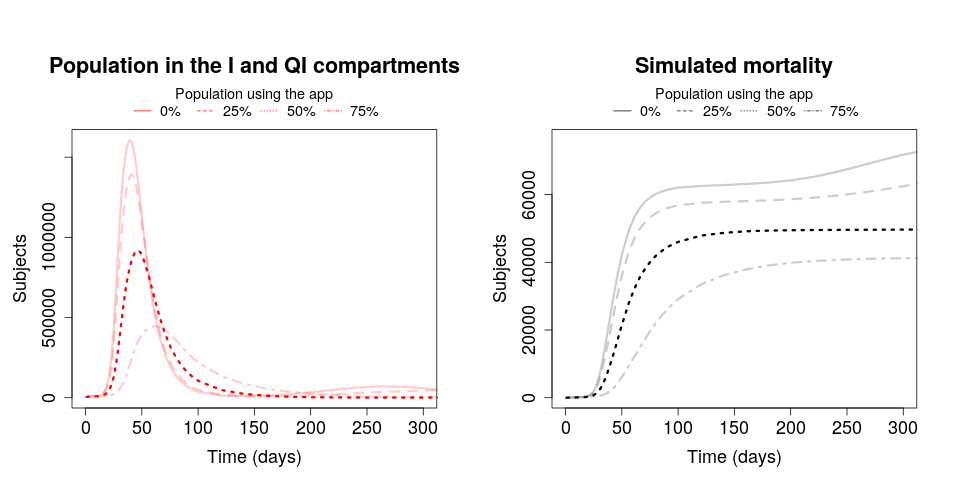 Population in the I and QI compartments
Population using the app
0% 25% 50% 75%
Subjects
0 500000 1000000
0 50 100 150 200 250 300
Time (days)
Simulated mortality
Population using the app
0% 25% 50% 75%
Subjects
0 20000 40000 60000
0 50 100 150 200 250 300
Time (days)